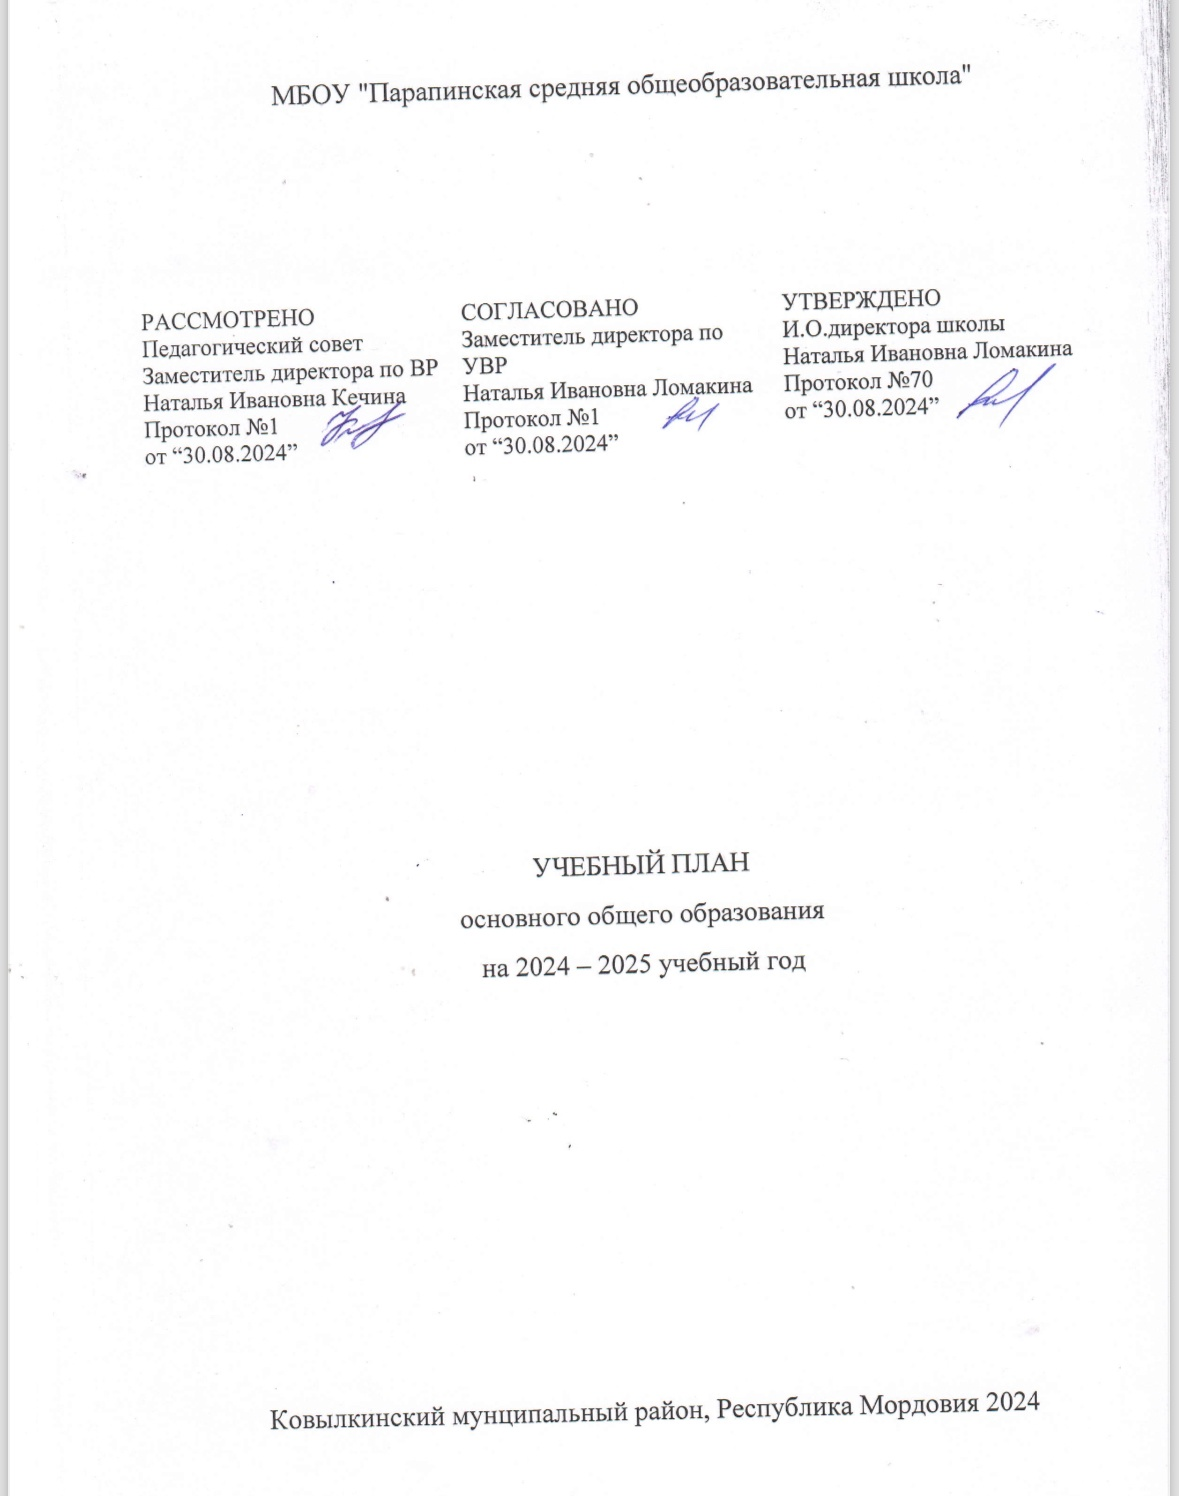 МБОУ "Парапинская средняя общеобразовательная школа"
РАССМОТРЕНО
Педагогический совет
Заместитель директора по ВР
Наталья Ивановна Кечина
Протокол №1
от “30.08.2024”
СОГЛАСОВАНО
Заместитель директора по
УВР
Наталья Ивановна Ломакина
Протокол №1
от “30.08.2024”
УТВЕРЖДЕНО
И.О.директора школы
Наталья Ивановна Ломакина
Протокол №70
от “30.08.2024”
УЧЕБНЫЙ ПЛАН
основного общего образования
на 2024 – 2025 учебный год
Ковылкинский мунципальный район, Республика Мордовия 2024